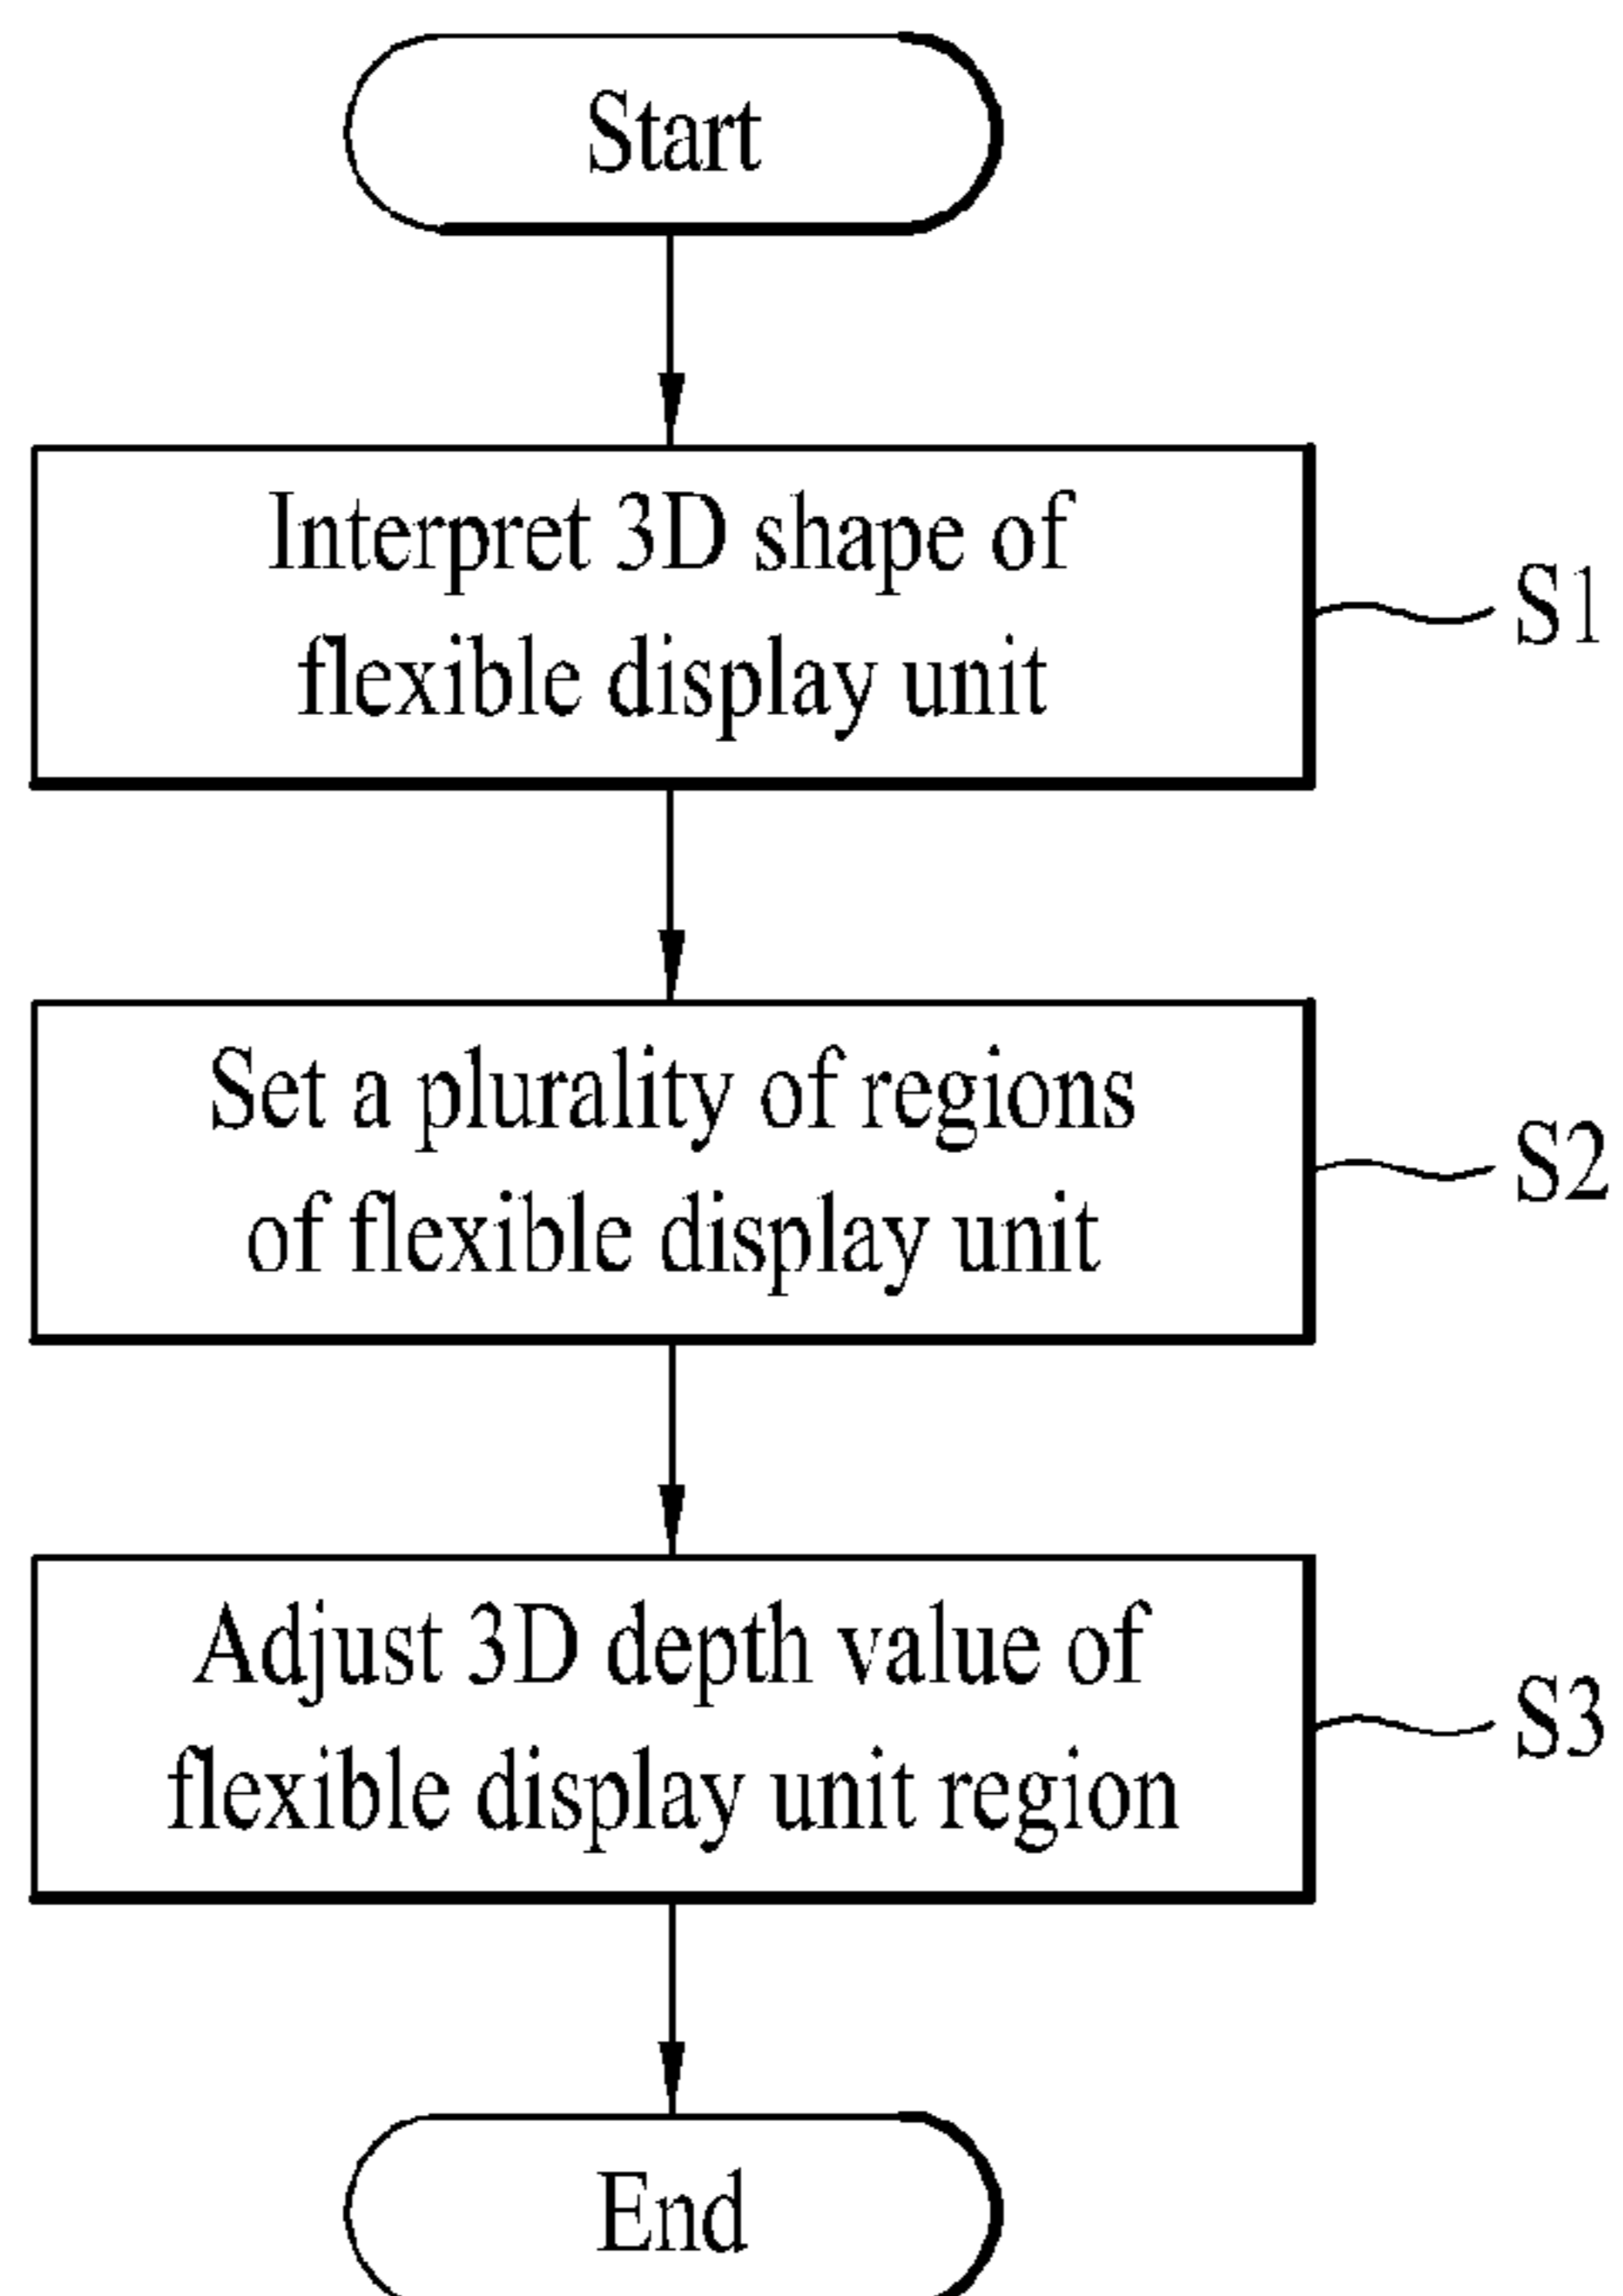 Start
Interpret 3D shape of
flexible display unit
S1
Set a plurality of regions
of flexible display unit
S2
Adjust 3D depth value of
flexible display unit region
S3
End